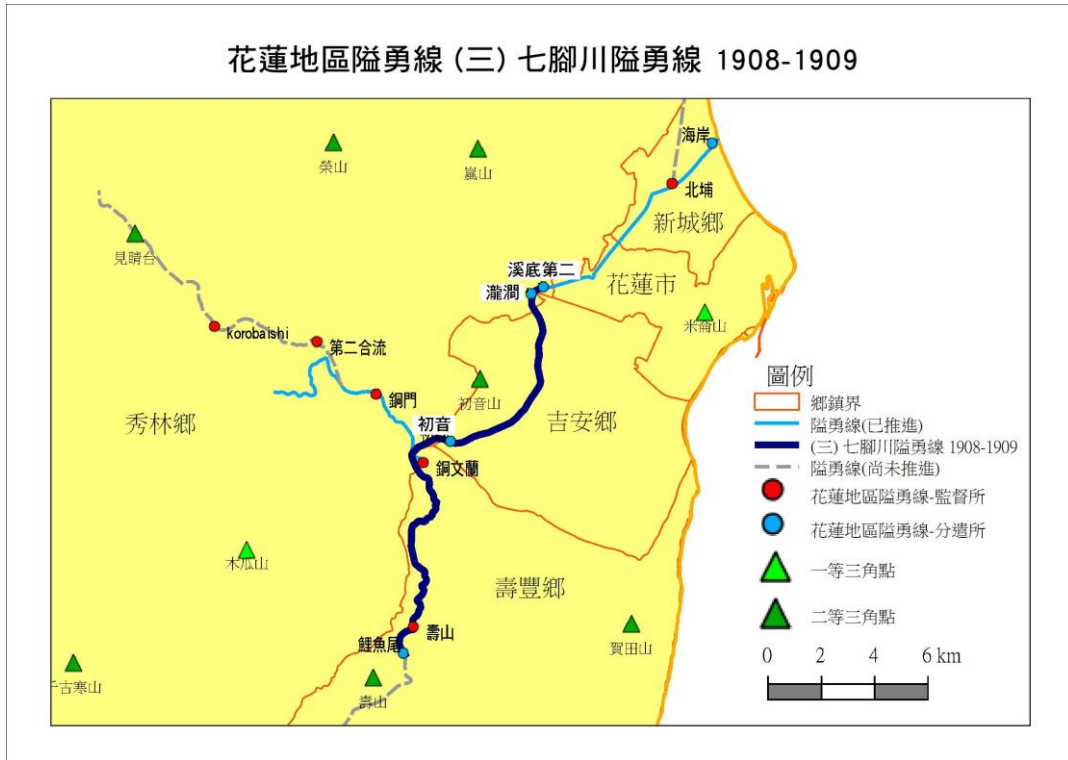 花蓮地區隘勇線 (三) 七腳川隘勇線 1908-1909
海岸
榮山
嵐山
北埔
新城鄉
見晴台
溪底第二
花蓮市
瀧澗
米崙山
korobaishi
第二合流
圖例
銅門
初音山
鄉鎮界
秀林鄉
初音
吉安鄉
隘勇線(已推進)
(三) 七腳川隘勇線 1908-1909
銅文蘭
隘勇線(尚未推進)
花蓮地區隘勇線-監督所
花蓮地區隘勇線-分遣所
木瓜山
一等三角點
壽豐鄉
二等三角點
壽山
鯉魚尾
賀田山
千古寒山
壽山
0 2 4 6 km